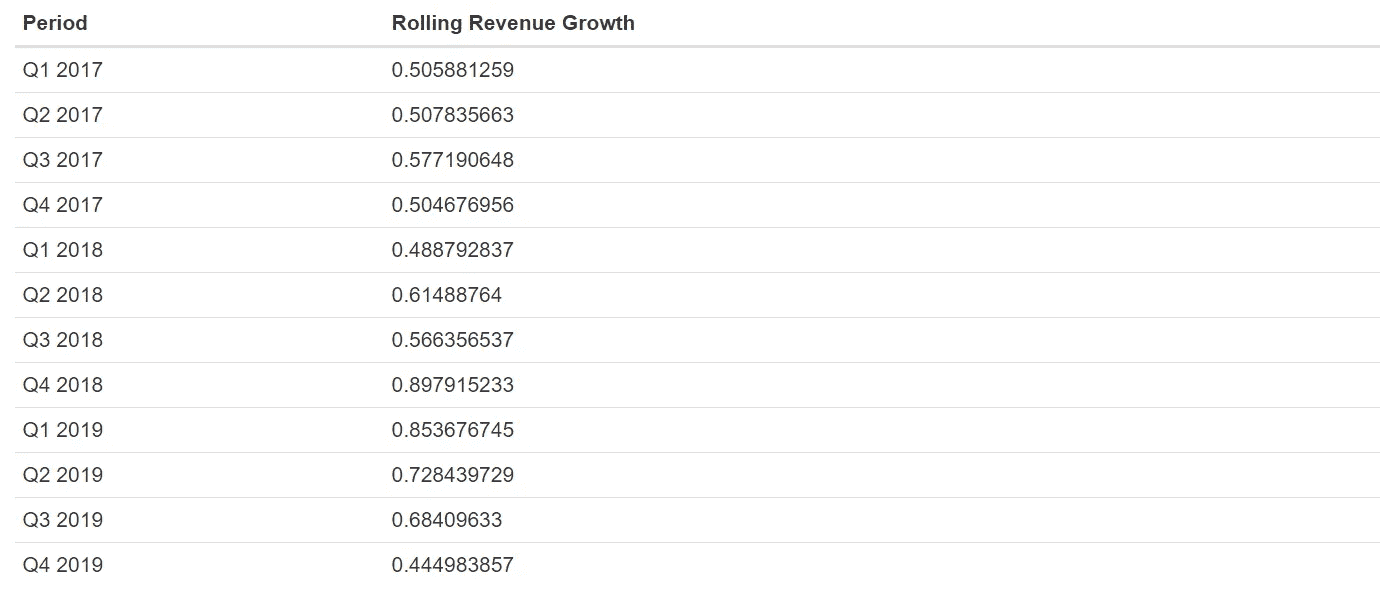 Period Rolling Revenue Growth
Q1 2017 0.505881259
Q2 2017 0.507835663
Q3 2017 0.577190648
Q4 2017 0.504676956
Q1 2018 0.488792837
Q2 2018 0.61488764
Q3 2018 0.566356537
Q4 2018 0.897915233
Q1 2019 0.853676745
Q2 2019 0.728439729
Q3 2019 0.68409633
Q4 2019 0.444983857